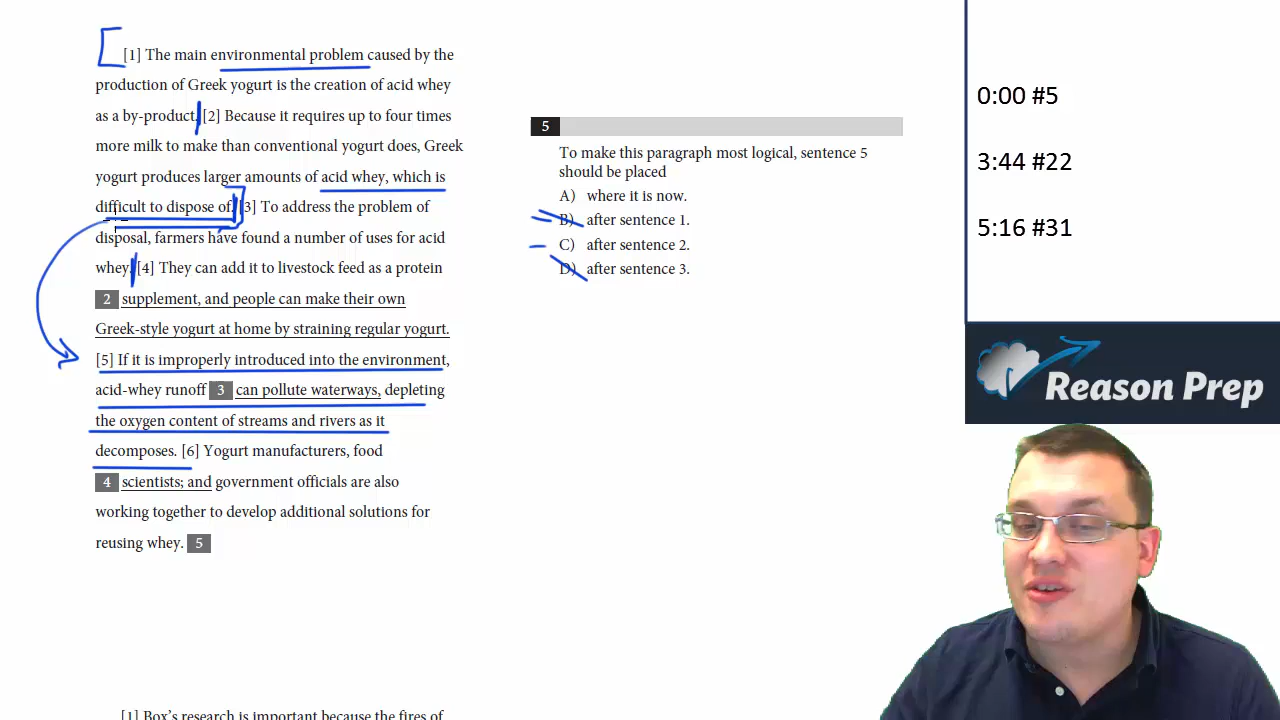 [1] The main environmental problem caused by the
production of Greek yogurt is the creation of acid whey
as a by-product. [2] Because it requires up to four times
more milk to make than conventional yogurt does, Greek
yogurt produces larger amounts of acid whey, which is
difficult to dispose of. [3] To address the problem of
disposal, farmers have found a number of uses for acid
whey. [4] They can add it to livestock feed as a protein
2 supplement, and people can make their own
Greek-style yogurt at home by straining regular yogurt.
[5] If it is improperly introduced into the environment,
acid-whey runoff 3 can pollute waterways, depleting
the oxygen content of streams and rivers as it
decomposes. [6] Yogurt manufacturers, food
4 scientists; and government officials are also
working together to develop additional solutions for
reusing whey. 5
[1] Box's research is important because the fires of
5
To make this paragraph most logical, sentence 5
should be placed
A) where it is now.
B) after sentence 1.
C) after sentence 2.
D) after sentence 3.
0:00 #5
3:44 #22
5:16 #31
Reason Prep